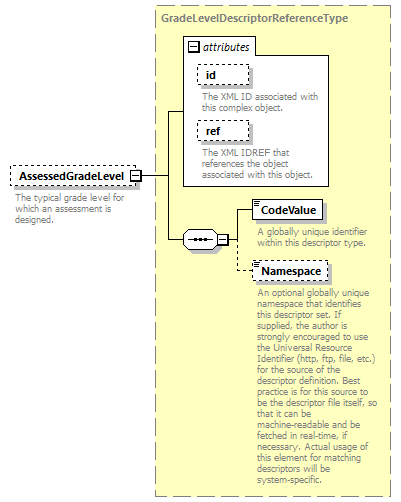 GradeLevelDescriptorReferenceType
attributes
id
The XML ID associated with
this complex object.
ref
The XML IDREF that
references the object
associated with this object.
AssessedGradeLevel
The typical grade level for
which an assessment is
designed.
CodeValue
A globally unique identifier
within this descriptor type.
Namespace
An optional globally unique
namespace that identifies
this descriptor set. If
supplied, the author is
strongly encouraged to use
the Universal Resource
Identifier (http, ftp, file, etc.)
for the source of the
descriptor definition. Best
practice is for this source to
be the descriptor file itself, so
that it can be
machine-readable and be
fetched in real-time, if
necessary. Actual usage of
this element for matching
descriptors will be
system-specific.